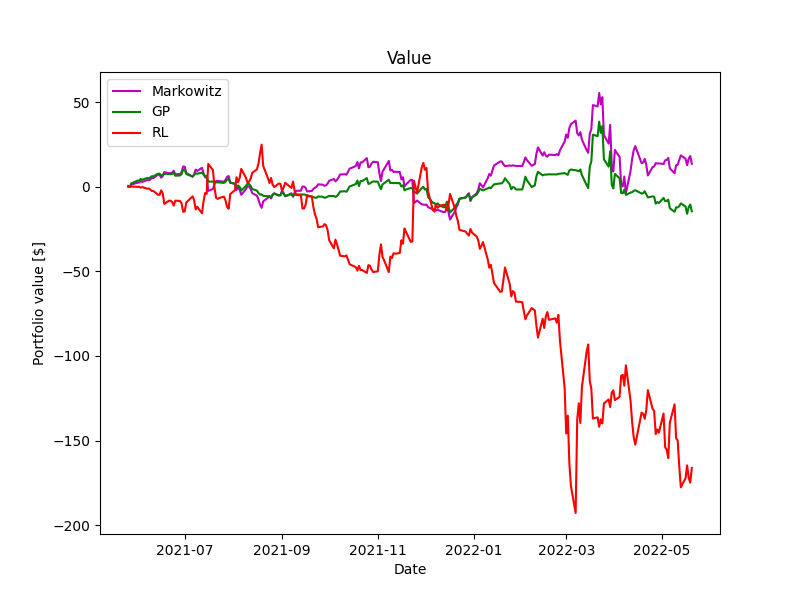 Value
Markowitz
GP
RL
50
0
−50
−100
−150
−200
Portfolio value [$]
2021-07 2021-09 2021-11 2022-01 2022-03 2022-05
Date